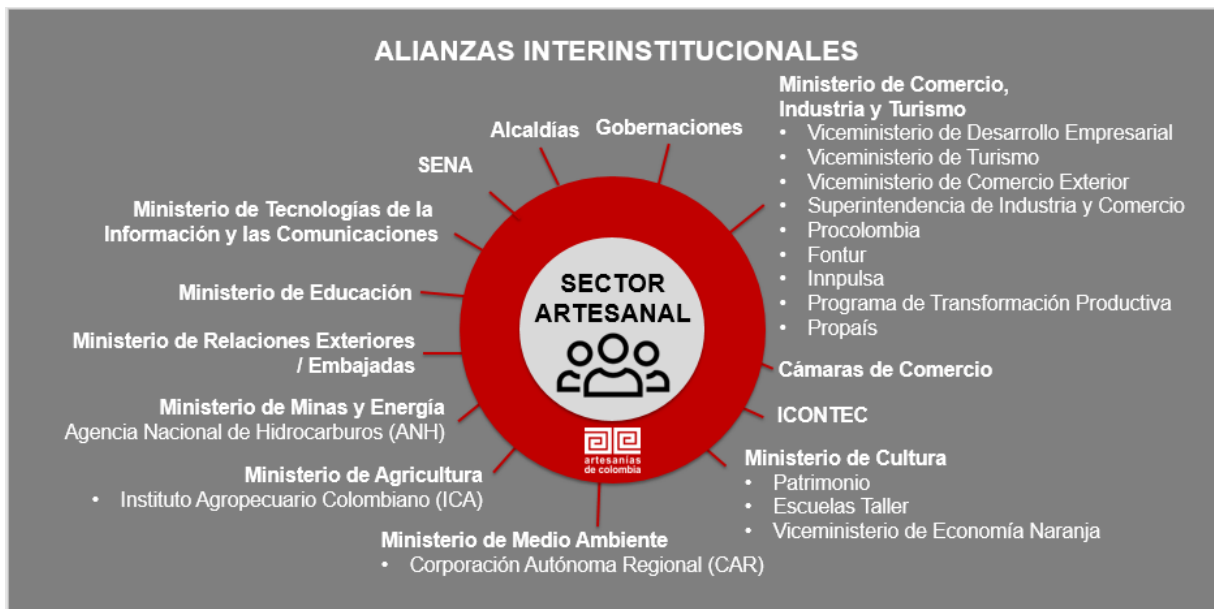 ALIANZAS INTERINSTITUCIONALES
Ministerio de Comercio,
Industria y Turismo
• Viceministerio de Desarrollo Empresarial
• Viceministerio de Turismo
• Viceministerio de Comercio Exterior
• Superintendencia de Industria y Comercio
• Procolombia
• Fontur
• Innpulsa
• Programa de Transformación Productiva
• Propaís
Cámaras de Comercio
ICONTEC
Ministerio de Cultura
• Patrimonio
• Escuelas Taller
• Viceministerio de Economía Naranja
Ministerio de Medio Ambiente
• Corporación Autónoma Regional (CAR)
Ministerio de Agricultura
• Instituto Agropecuario Colombiano (ICA)
Ministerio de Minas y Energía
Agencia Nacional de Hidrocarburos (ANH)
Ministerio de Relaciones Exteriores
/ Embajadas
Ministerio de Educación
Ministerio de Tecnologías de la
Información y las Comunicaciones
SENA
Alcaldías
Gobernaciones
SECTOR
ARTESANAL
artesanías
de colombia